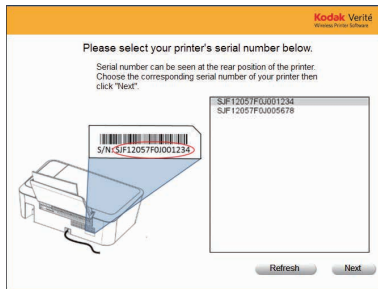 Kodak Verité
Wireless Printer Software
Please select your printer's serial number below.
Serial number can be seen at the rear position of the printer.
Choose the corresponding serial number of your printer then
click "Next".
SJF12057F0J001234
SJF12057F0J005678
S/N:SJF12057F0J001234
Refresh
Next